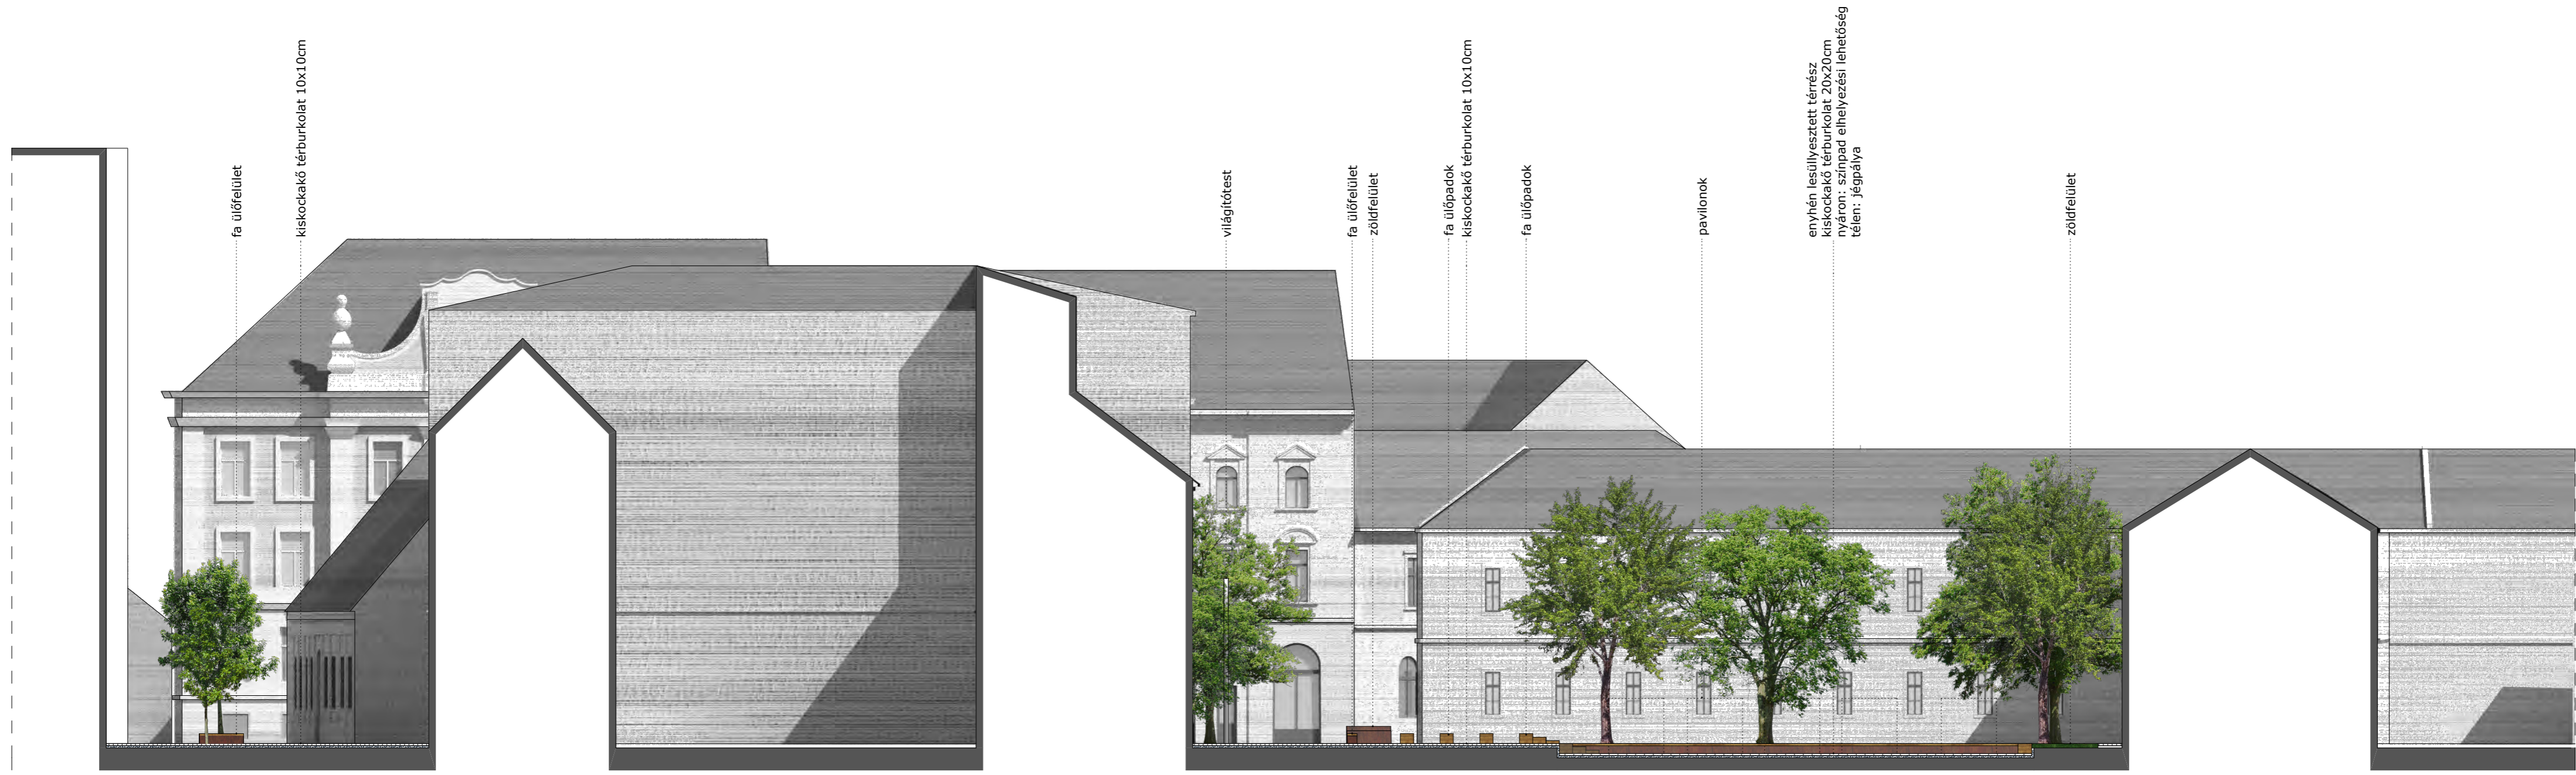 fa ülőfelület
kiskockakő térburkolat 10x10cm
világítótest
fa ülőfelület
zöldfelület
fa ülőpadok
kiskockakő térburkolat 10x10cm
fa ülőpadok
pavilonok
enyhén lesüllyesztett térrész
kiskockakő térburkolat 20x20cm
nyáron: színpad elhelyezési lehetőség
télen: jégpálya
zöldfelület